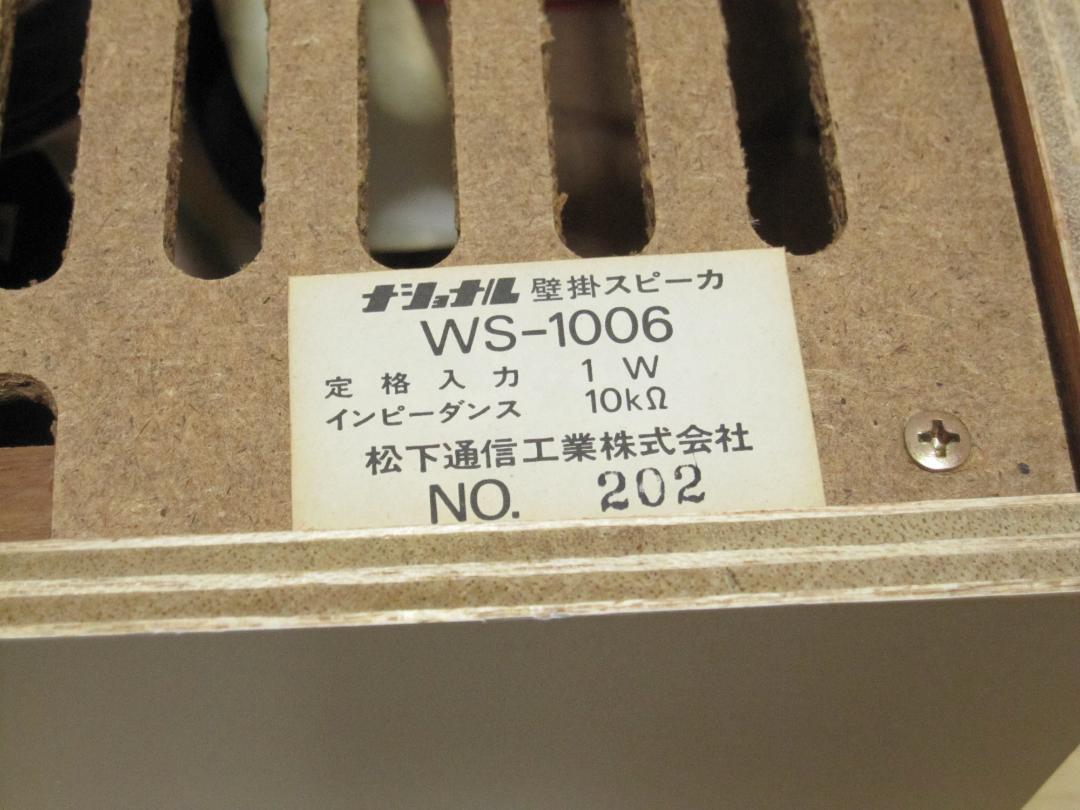 ナショナル 壁掛スピーカ
WS-1006
定格入力 1 W
インピーダンス 10kΩ
松下通信工業株式会社
NO. 202